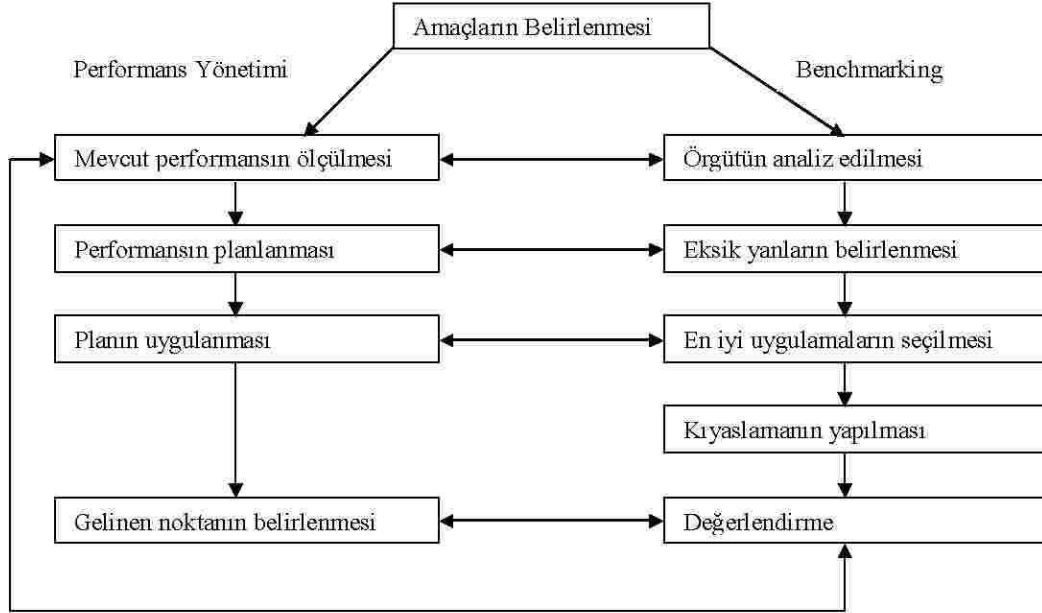 Amaçların Belirlenmesi
Performans Yönetimi
Benchmarking
Mevcut performansın ölçülmesi
Örgütün analiz edilmesi
Performansın planlanması
Eksik yanların belirlenmesi
Planın uygulanması
En iyi uygulamaların seçilmesi
Kıyaslamanın yapılması
Gelinen noktanın belirlenmesi
Değerlendirme